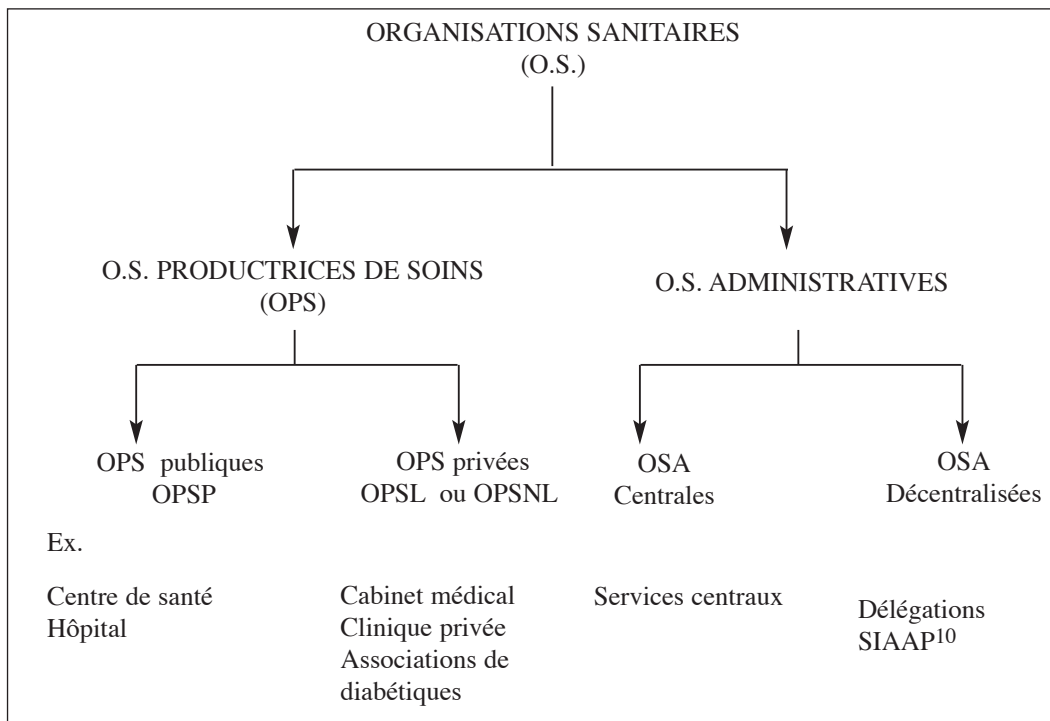 ORGANISATIONS SANITAIRES
(O.S.)
O.S. PRODUCTRICES DE SOINS
(OPS)
O.S. ADMINISTRATIVES
OPS publiques
OPSP
OPS privées
OPSL ou OPSNL
OSA
Centrales
OSA
Décentralisées
Ex.
Centre de santé
Hôpital
Cabinet médical
Clinique privée
Associations de
diabétiques
Services centraux
Délégations
SIAAP¹⁰